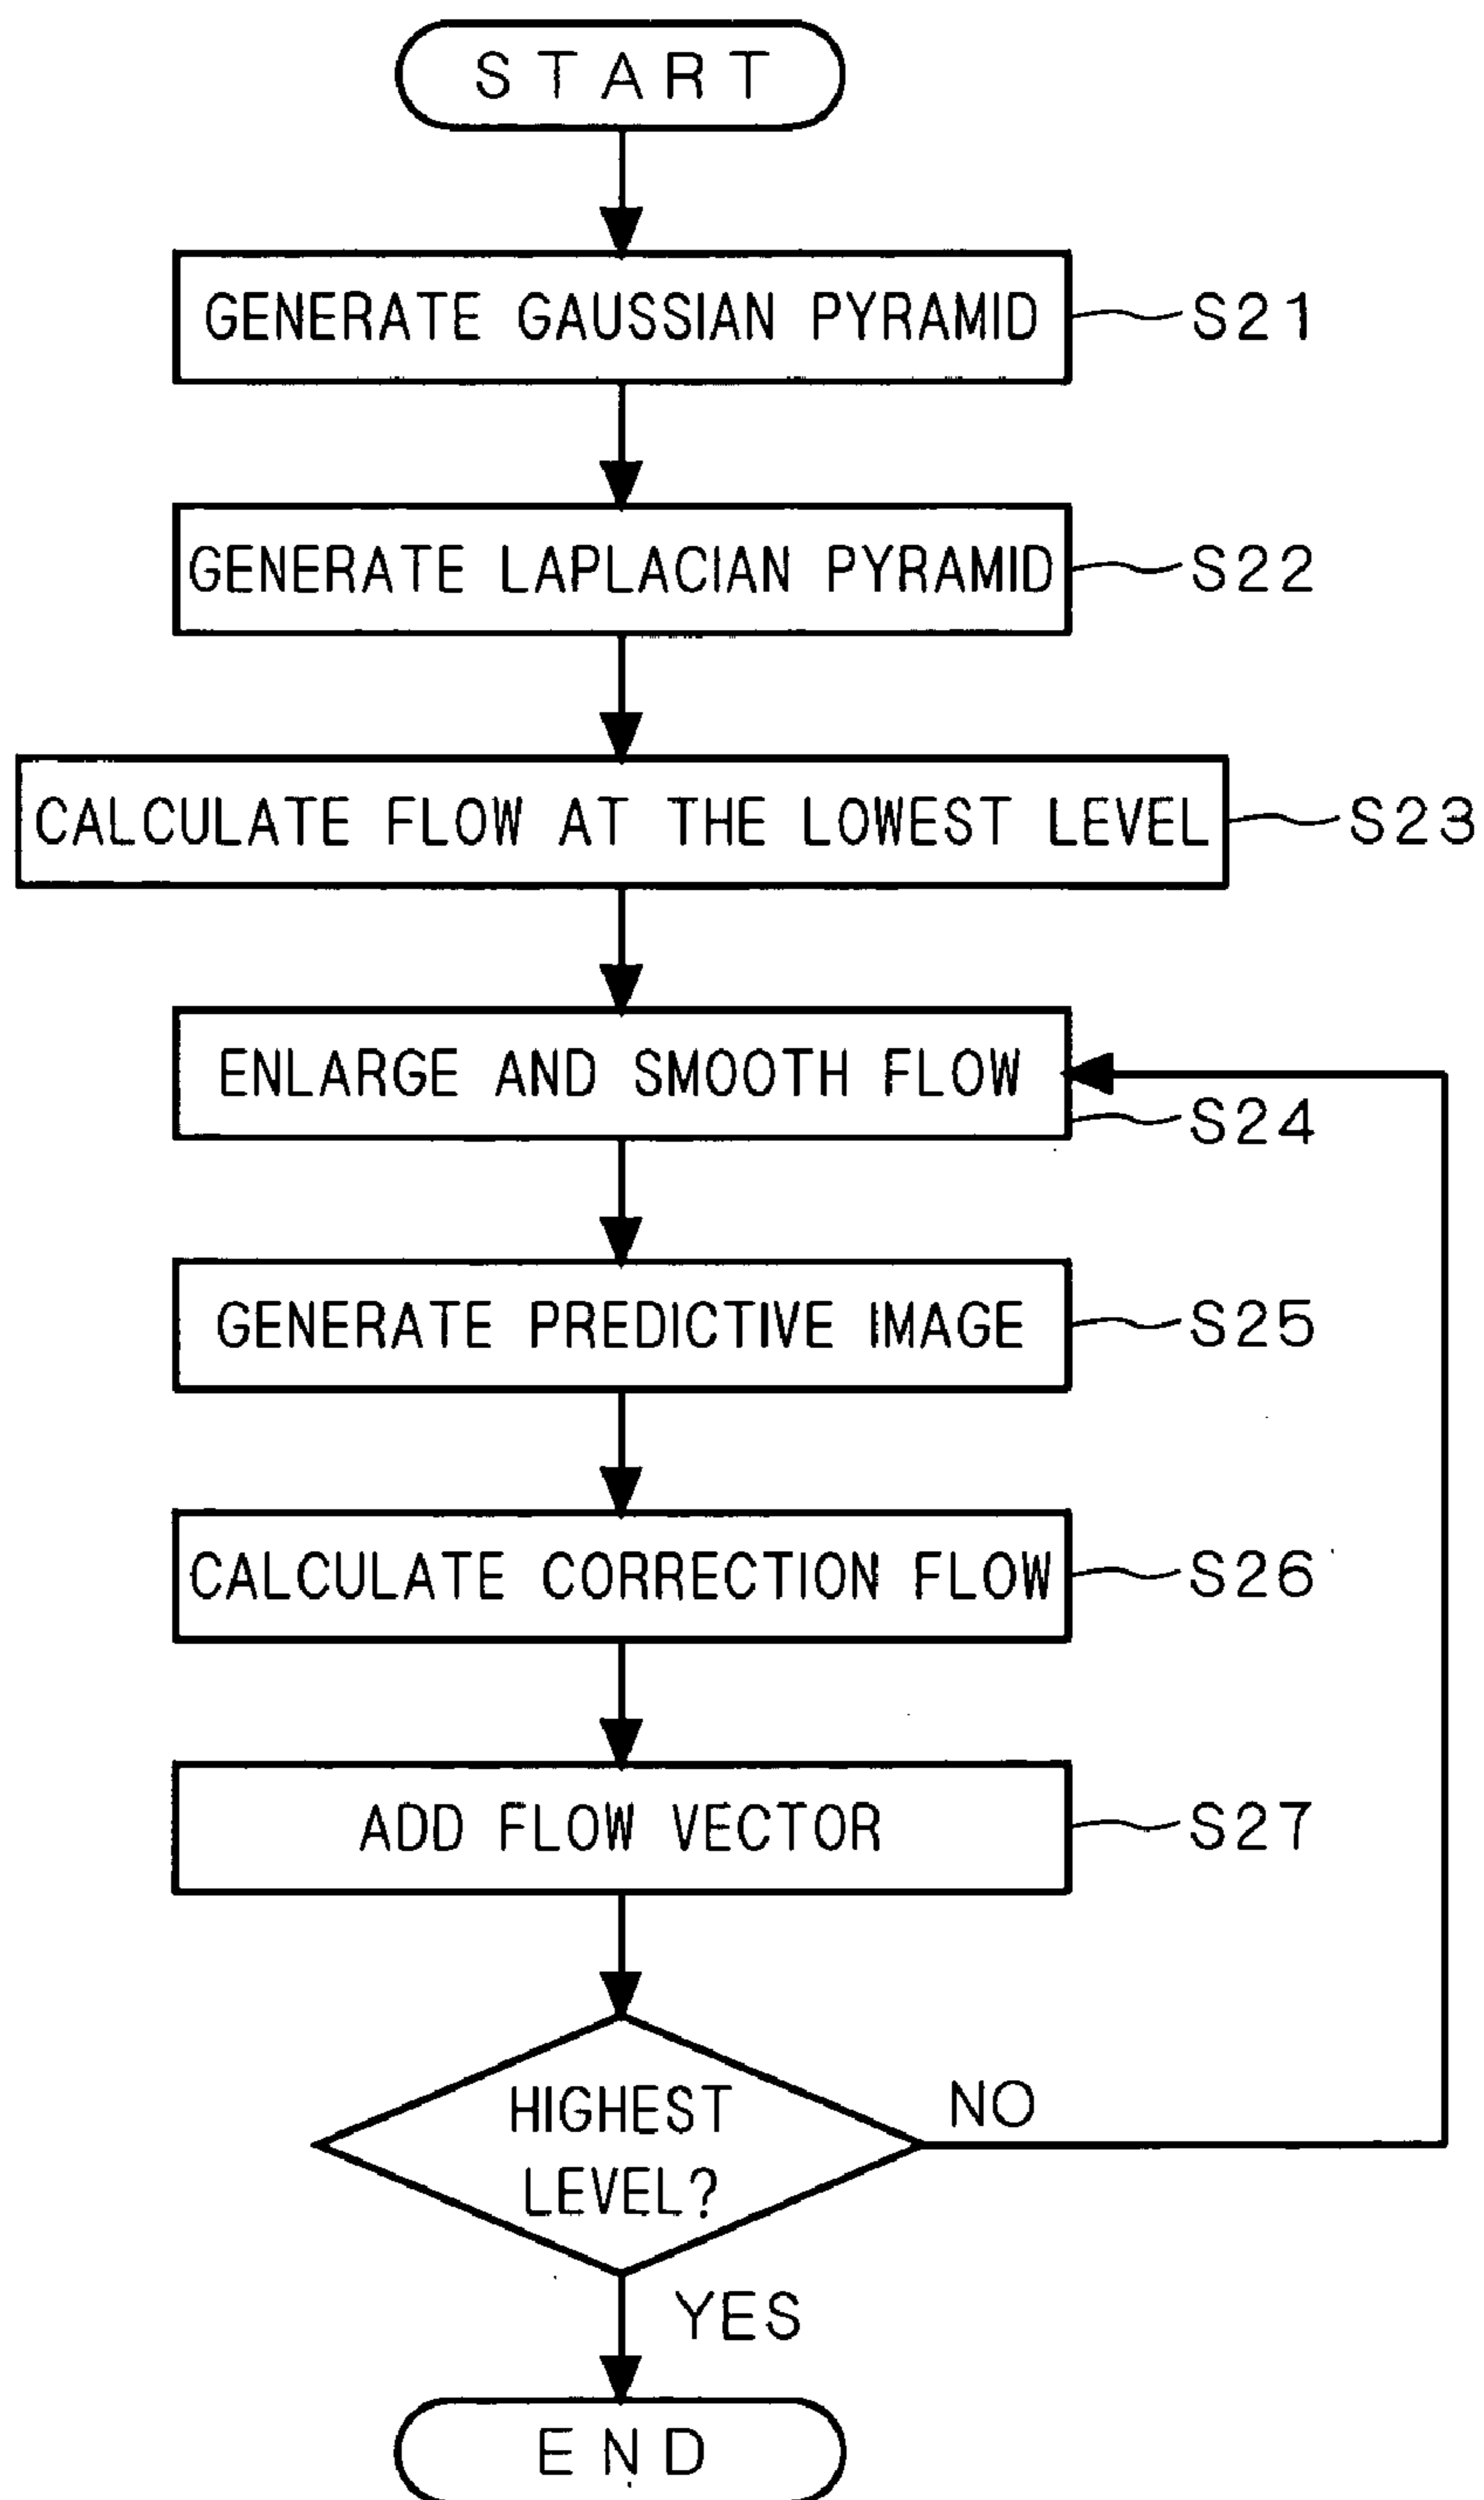 START
GENERATE GAUSSIAN PYRAMID S21
GENERATE LAPLACIAN PYRAMID S22
CALCULATE FLOW AT THE LOWEST LEVEL S23
ENLARGE AND SMOOTH FLOW
S24
GENERATE PREDICTIVE IMAGE S25
CALCULATE CORRECTION FLOW S26
ADD FLOW VECTOR S27
HIGHEST
LEVEL?
NO
YES
END